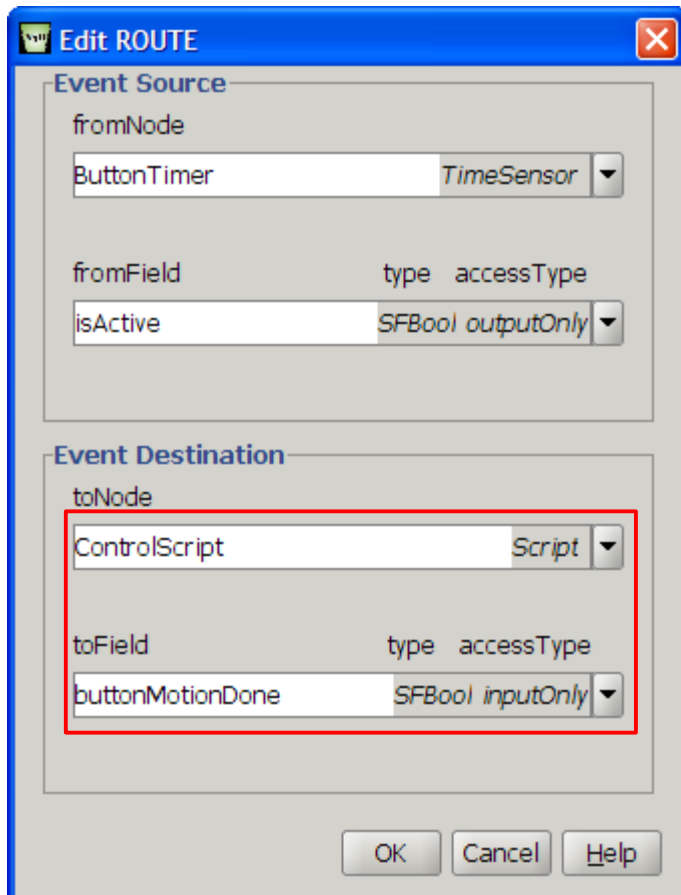 Edit ROUTE
Event Source
fromNode
ButtonTimer TimeSensor
fromField type accessType
isActive SFBool outputOnly
Event Destination
toNode
ControlScript Script
toField type accessType
buttonMotionDone SFBool inputOnly
OK Cancel Help